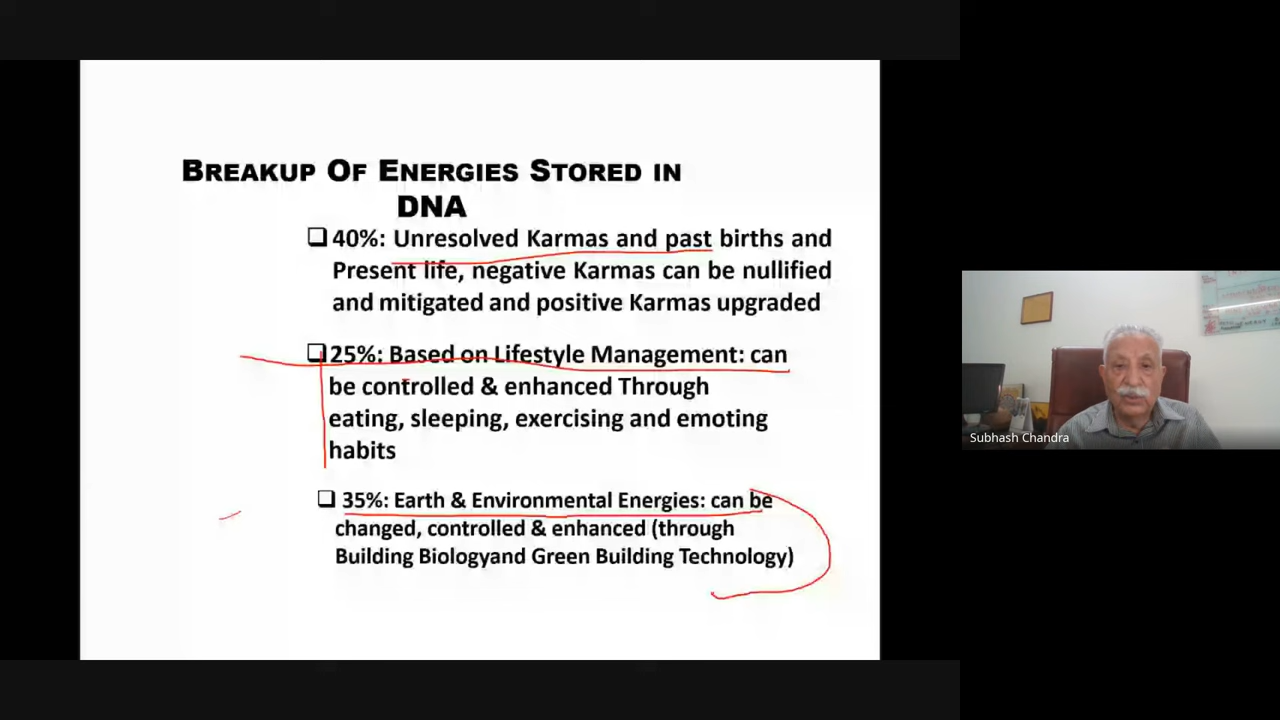 BREAKUP OF ENERGIES STORED IN
DNA
40%: Unresolved Karmas and past births and
Present life, negative Karmas can be nullified
and mitigated and positive Karmas upgraded
25%: Based on Lifestyle Management: can
be controlled & enhanced Through
eating, sleeping, exercising and emoting
habits
35%: Earth & Environmental Energies: can be
changed, controlled & enhanced (through
Building Biologyand Green Building Technology)
Subhash Chandra